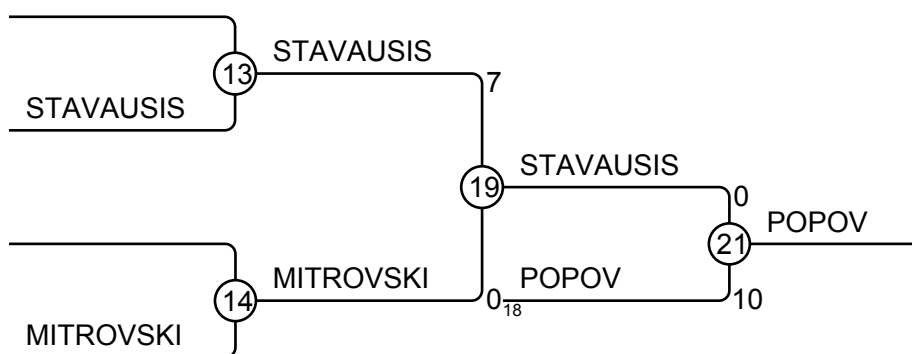 STAVAUSIS
13
7
STAVAUSIS
STAVAUSIS
19
0
POPOV
21
MITROVSKI
POPOV
14
0
18
10
MITROVSKI